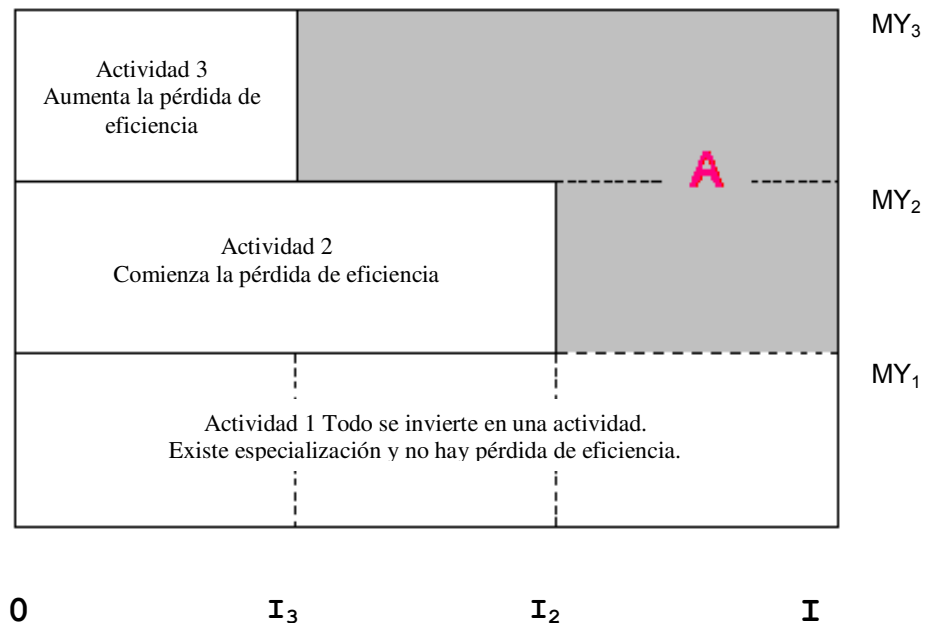 MY₃
Actividad 3
Aumenta la pérdida de
eficiencia
A
MY₂
Actividad 2
Comienza la pérdida de eficiencia
MY₁
Actividad 1 Todo se invierte en una actividad.
Existe especialización y no hay pérdida de eficiencia.
0 I₃ I₂ I